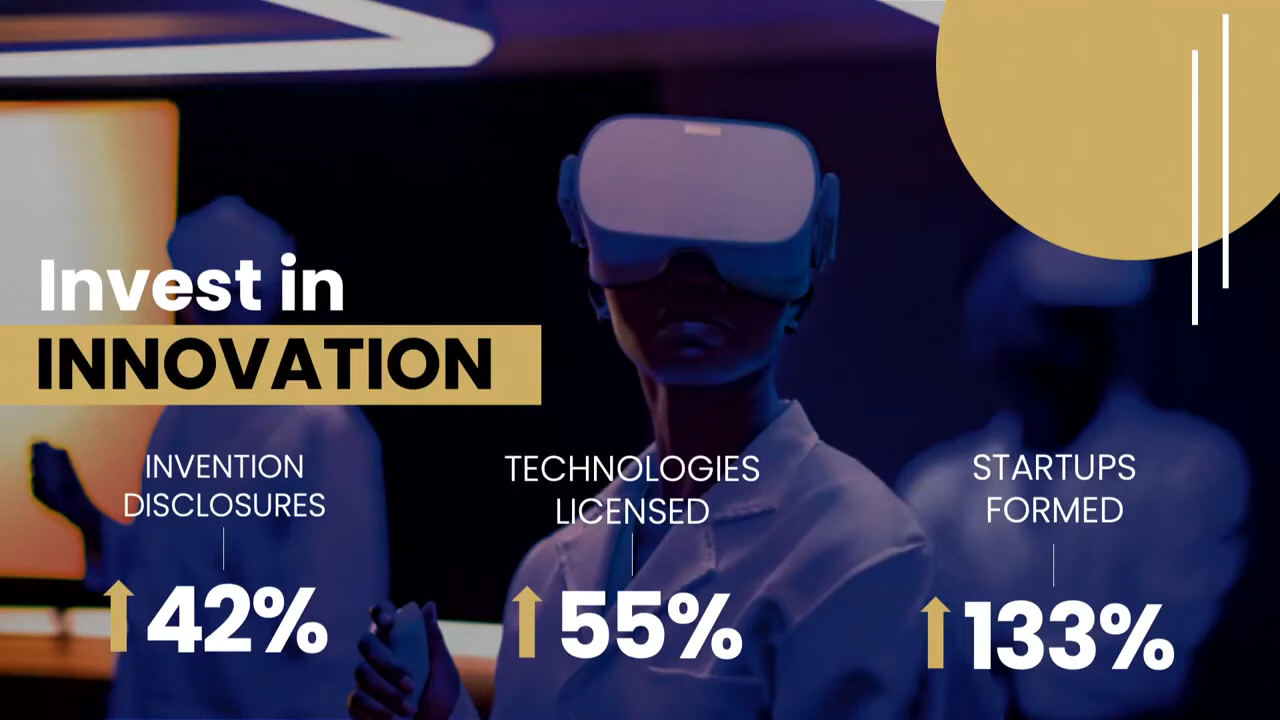 Invest in
INNOVATION
INVENTION
DISCLOSURES
42%
TECHNOLOGIES
LICENSED
55%
STARTUPS
FORMED
133%